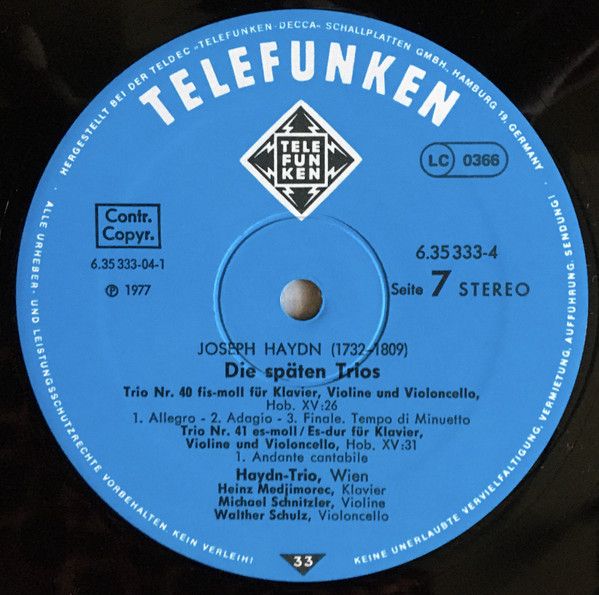 HERGESTELLT BEI DER TELDEC »TELEFUNKEN-DECCA« SCHALLPLATTEN GMBH., HAMBURG 19, GERMANY
TELEFUNKEN
TELE
FUN
KEN
LC 0366
Contr.
Copyr.
6.35 333-04-1
Ⓟ 1977
6.35 333-4
Seite 7 STEREO
JOSEPH HAYDN (1732-1809)
Die späten Trios
Trio Nr. 40 fis-moll für Klavier, Violine und Violoncello,
Hob. XV:26
1. Allegro - 2. Adagio - 3. Finale. Tempo di Minuetto
Trio Nr. 41 es-moll/Es-dur für Klavier,
Violine und Violoncello, Hob. XV:31
1. Andante cantabile
Haydn-Trio, Wien
Heinz Medjimorec, Klavier
Michael Schnitzler, Violine
Walther Schulz, Violoncello
33
ALLE URHEBER- UND LEISTUNGSSCHUTZRECHTE VORBEHALTEN KEIN VERLEIH!
KEINE UNERLAUBTE VERVIELFÄLTIGUNG, VERMIETUNG, AUFFÜHRUNG, SENDUNG!